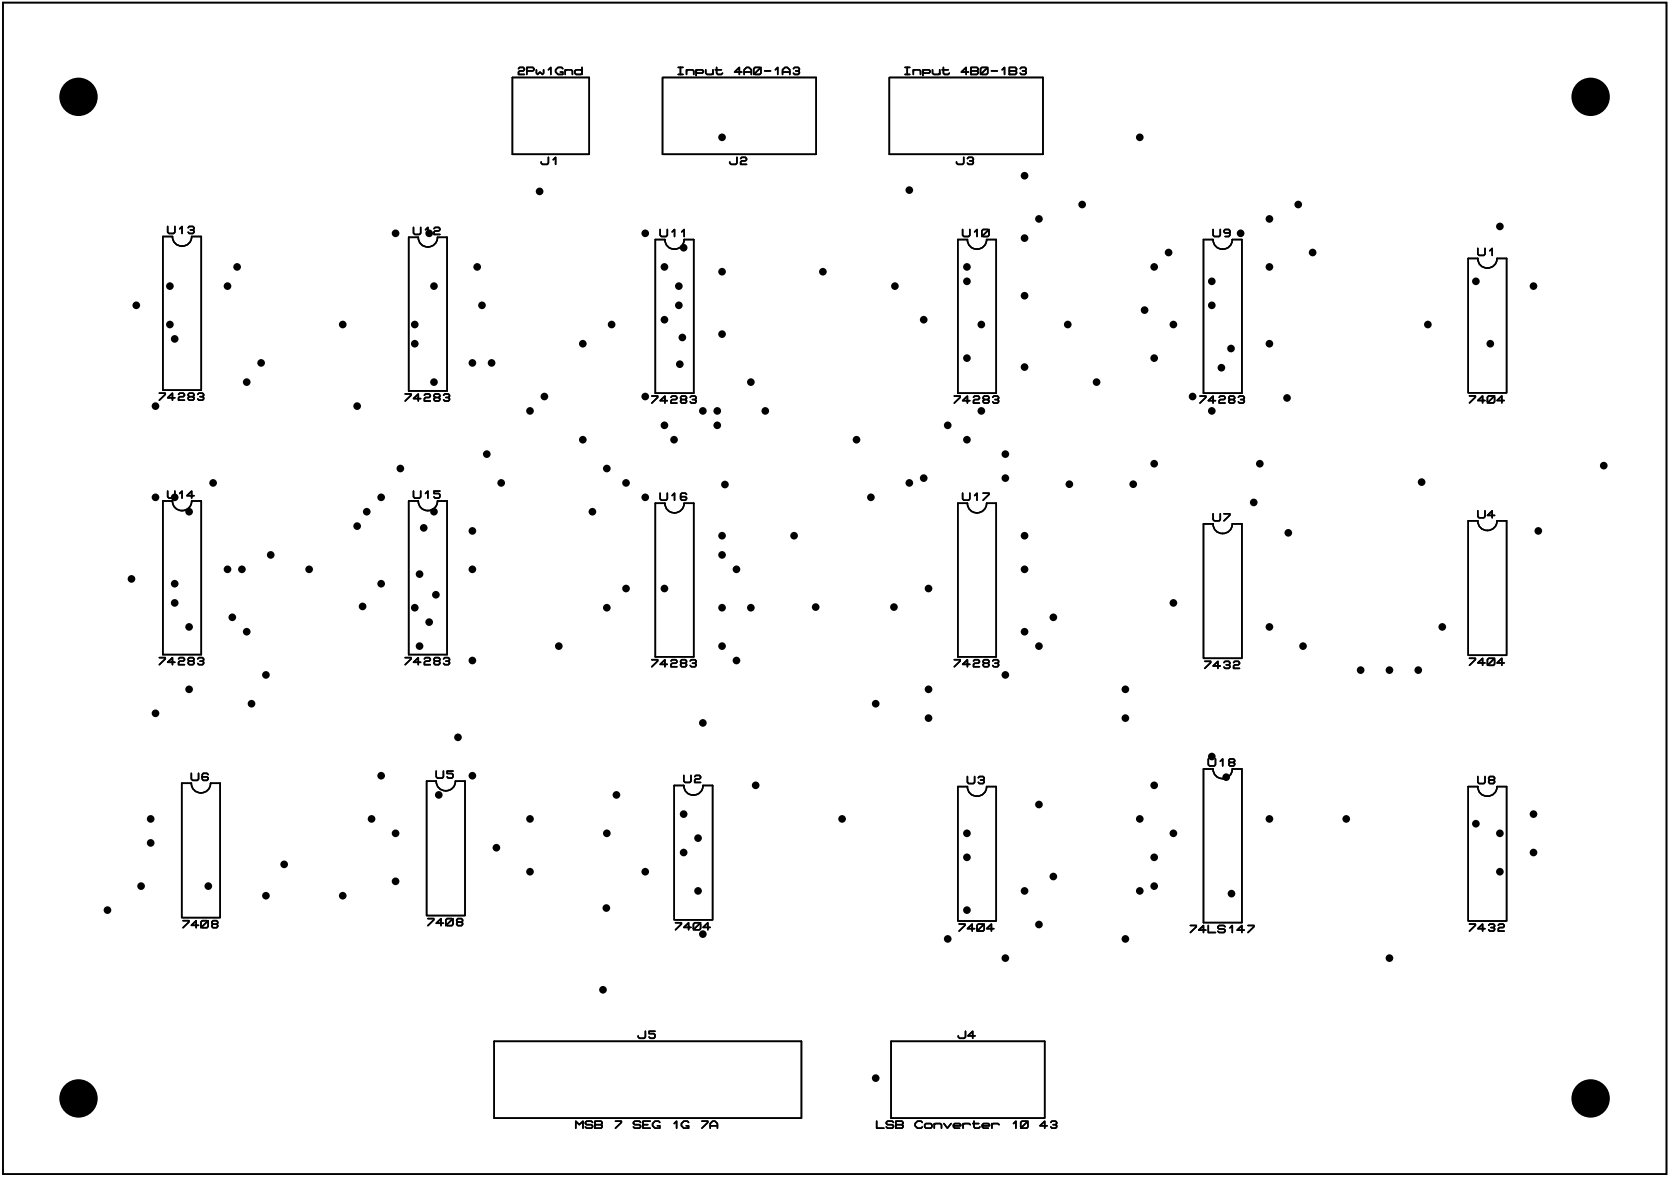 2Pw1Gnd
Input 4A0-1A3
Input 4B0-1B3
J1
J2
J3
U13
U12
U11
U10
U9
U1
74283
74283
74283
74283
74283
7404
U14
U15
U16
U17
U7
U4
74283
74283
74283
74283
7432
7404
U6
U5
U2
U3
U18
U8
7408
7408
7404
7404
74LS147
7432
J5
J4
MSB 7 SEG 1G 7A
LSB Converter 10 43